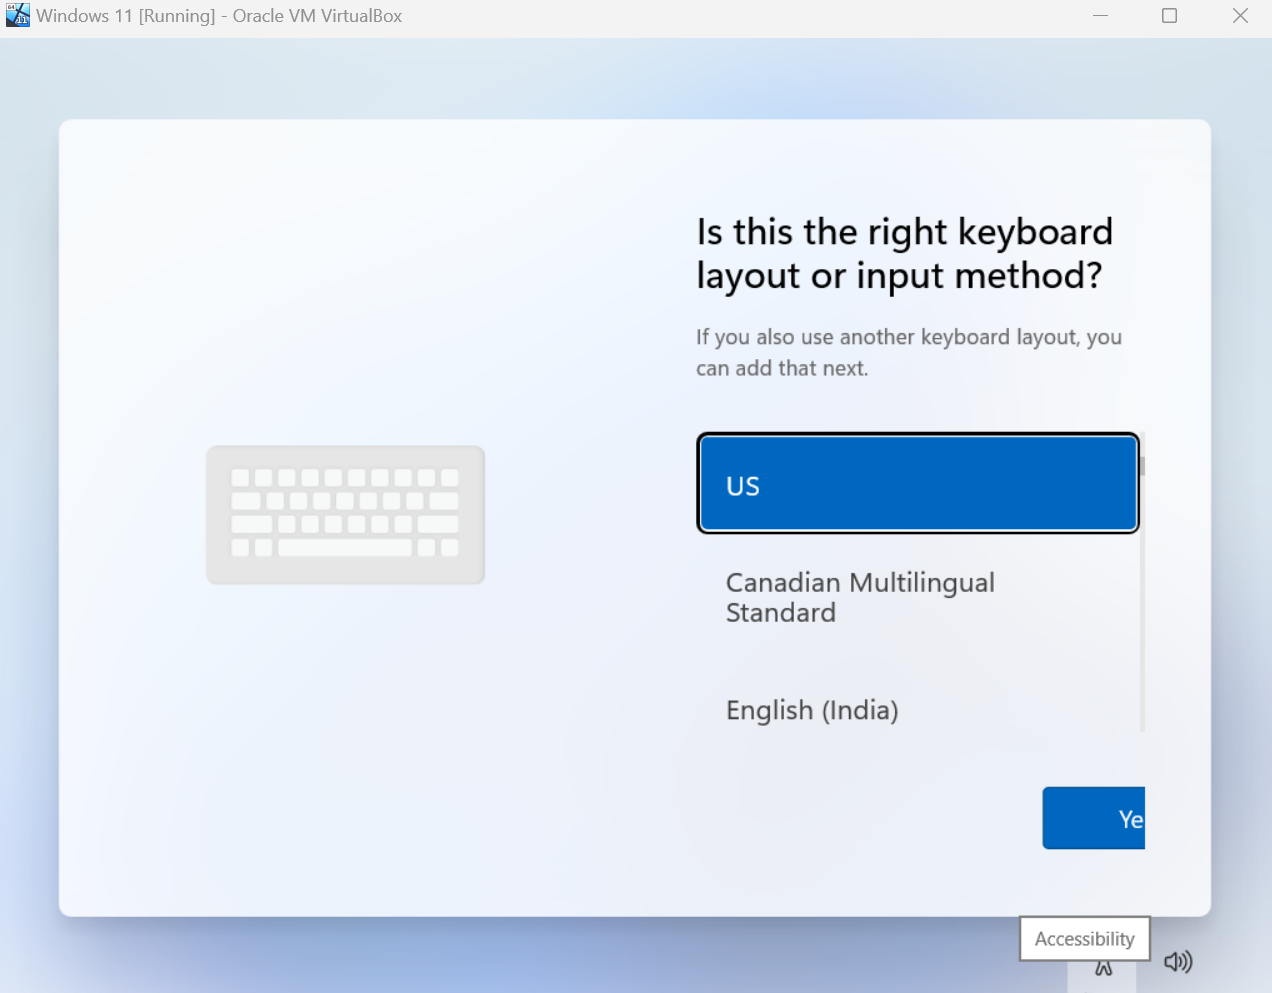 Windows 11 [Running] - Oracle VM VirtualBox
Is this the right keyboard
layout or input method?
If you also use another keyboard layout, you
can add that next.
US
Canadian Multilingual
Standard
English (India)
Ye
Accessibility